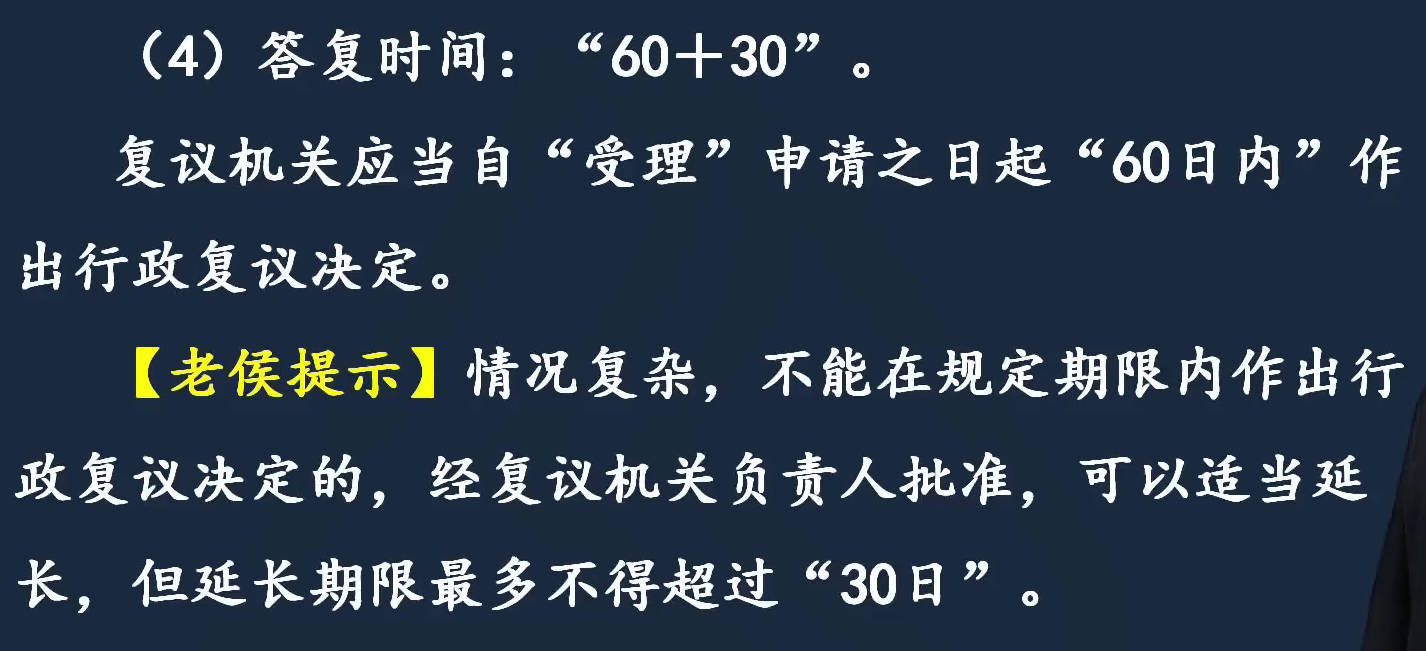 （4）答复时间：“60＋30”。
复议机关应当自“受理”申请之日起“60日内”作
出行政复议决定。
【老侯提示】情况复杂，不能在规定期限内作出行
政复议决定的，经复议机关负责人批准，可以适当延
长，但延长期限最多不得超过“30日”。